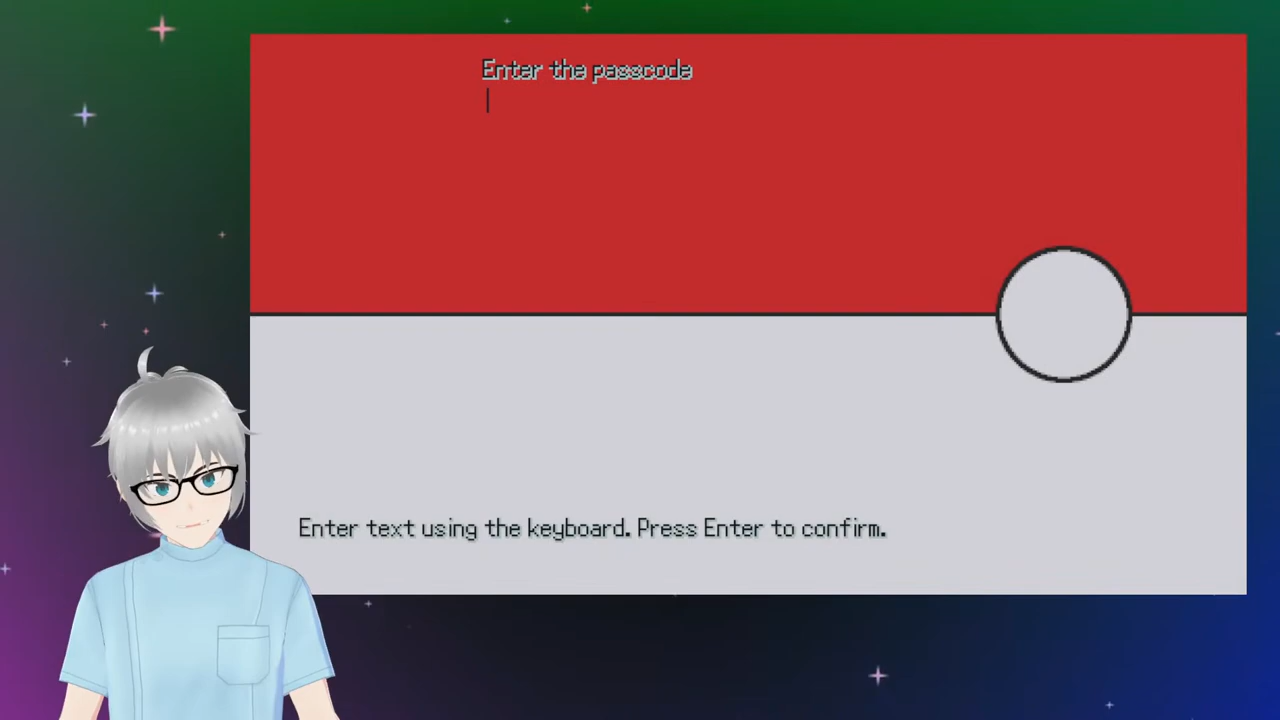 Enter the passcode
Enter text using the keyboard. Press Enter to confirm.